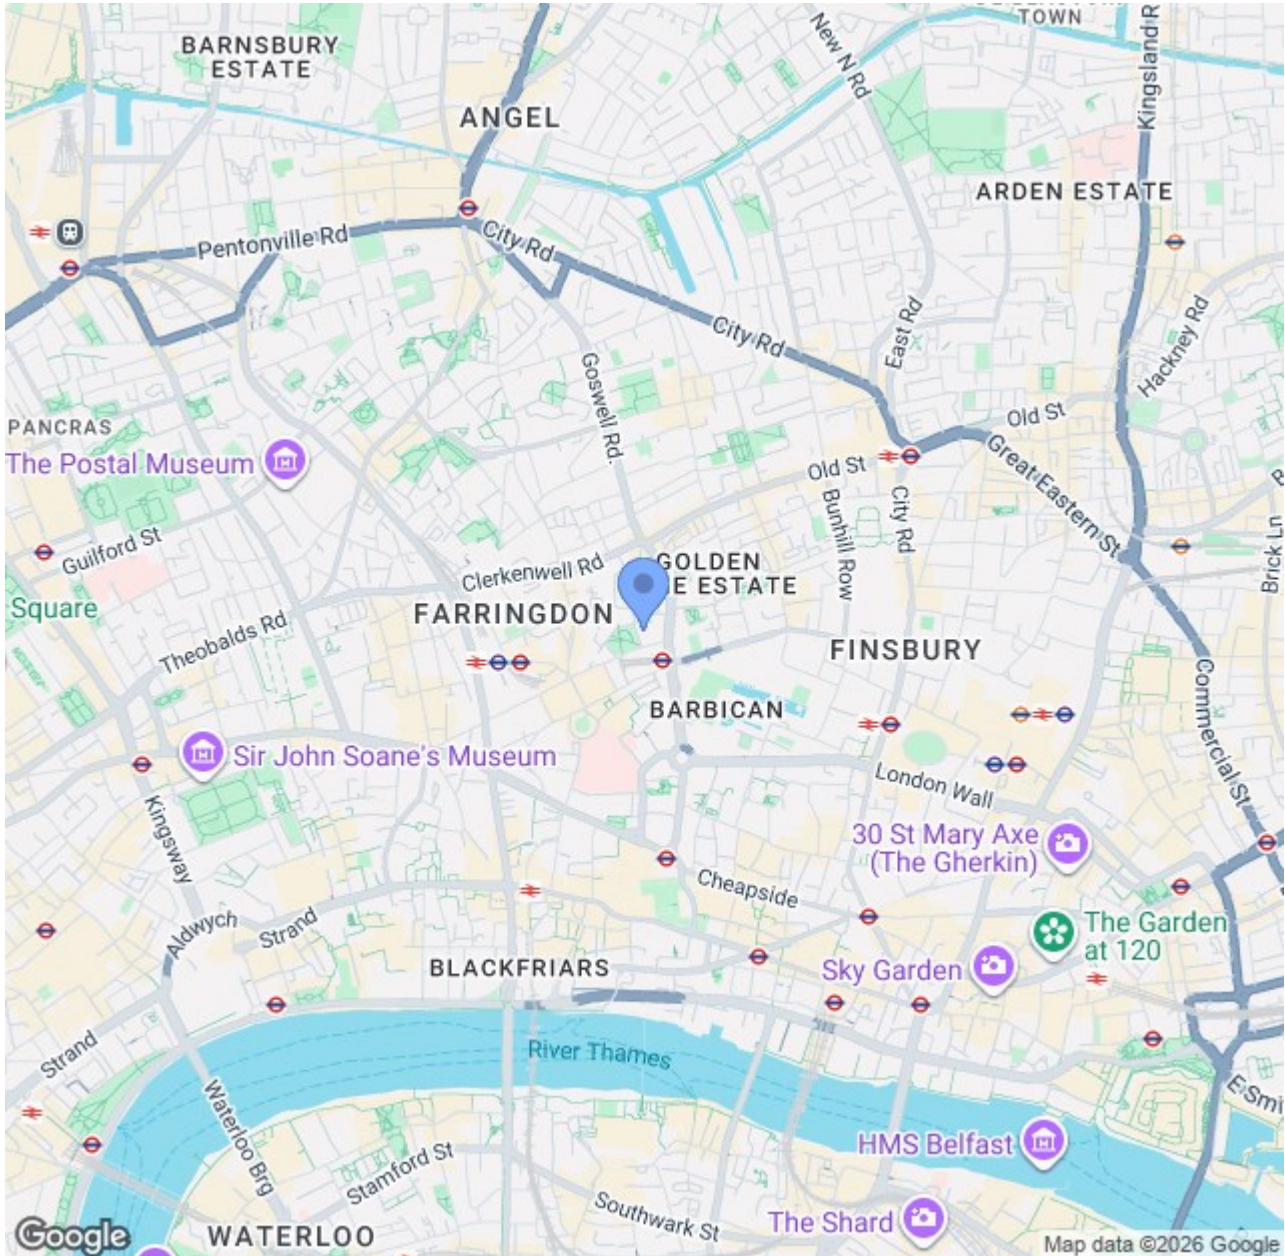 TOWN
BARNSBURY
ESTATE
New N Rd
Kingsland R
ANGEL
ARDEN ESTATE
Pentonville Rd
City Rd
City Rd
East Rd
Hackney Rd
Goswell Rd.
Old St
PANCRAS
The Postal Museum
Old St
Great Eastern St
Guilford St
Bunhill Row
City Rd
Brick Ln
Clerkenwell Rd
GOLDEN
E ESTATE
Square
FARRINGDON
Theobalds Rd
FINSBURY
Commercial St
BARBICAN
Sir John Soane's Museum
London Wall
Kingsway
30 St Mary Axe
(The Gherkin)
Cheapside
Aldwych
Strand
The Garden
at 120
BLACKFRIARS
Sky Garden
Strand
River Thames
E Smi
Waterloo Brg
HMS Belfast
Stamford St
Southwark St
The Shard
WATERLOO
Google
Map data ©2026 Google